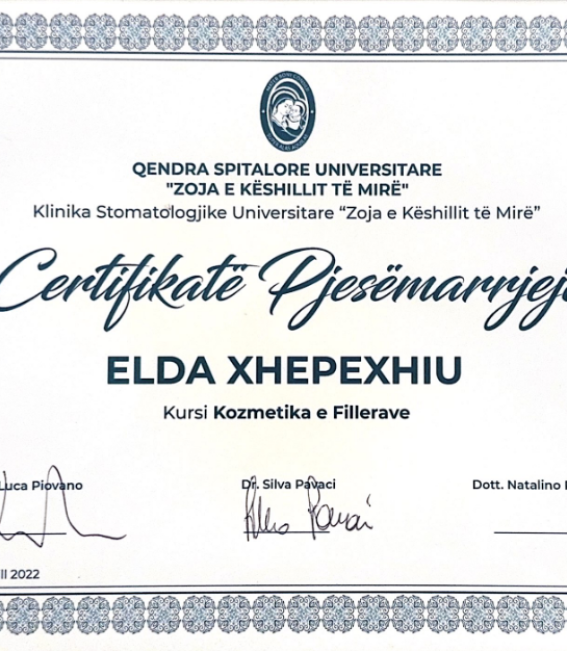 QENDRA SPITALORE UNIVERSITARE
"ZOJA E KËSHILLIT TË MIRË"
Klinika Stomatologjike Universitare “Zoja e Këshillit të Mirë”
Certifikatë Pjesëmarrjeje
ELDA XHEPEXHIU
Kursi Kozmetika e Fillerave
Luca Piovano
Dr. Silva Pavaci
Dott. Natalino
2022